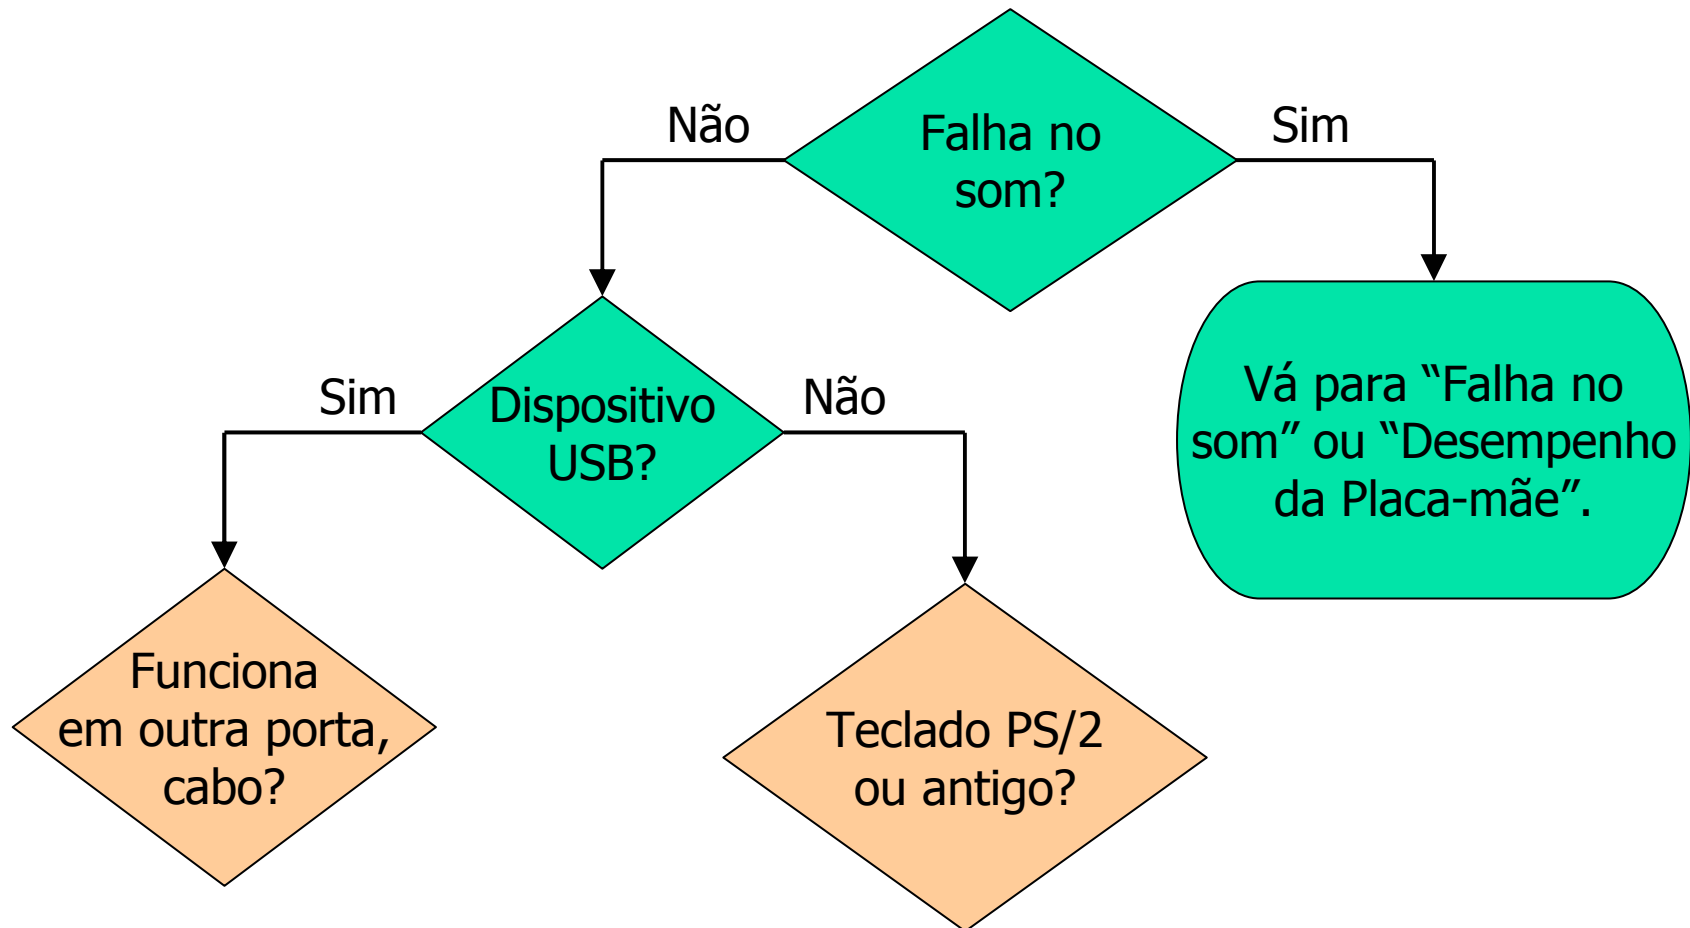 Não
Falha no
som?
Sim
Sim
Dispositivo
USB?
Não
Vá para “Falha no
som” ou “Desempenho
da Placa-mãe”.
Funciona
em outra porta,
cabo?
Teclado PS/2
ou antigo?